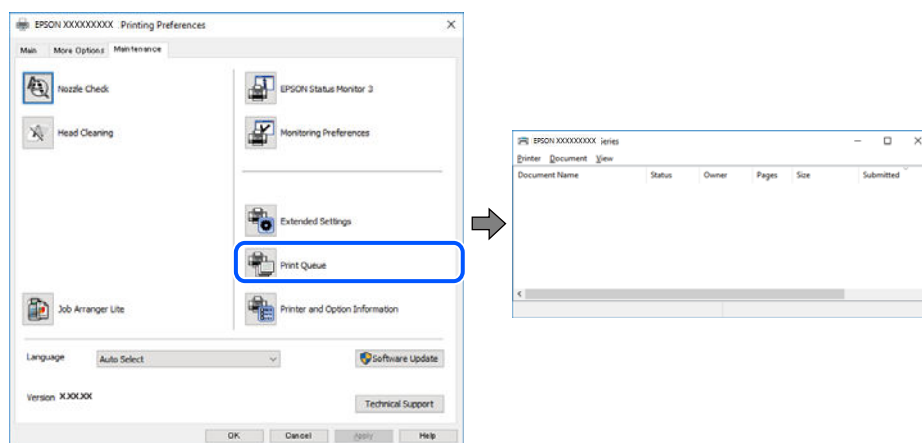 EPSON XXXXXXXXX Printing Preferences
Main More Options Maintenance
Nozzle Check
EPSON Status Monitor 3
Head Cleaning
Monitoring Preferences
Extended Settings
Print Queue
Job Arranger Lite
Printer and Option Information
Language Auto Select
Software Update
Version X.XX.XX
Technical Support
OK Cancel Apply Help
EPSON XXXXXXXXX ieries
Printer Document View
Document Name Status Owner Pages Size Submitted